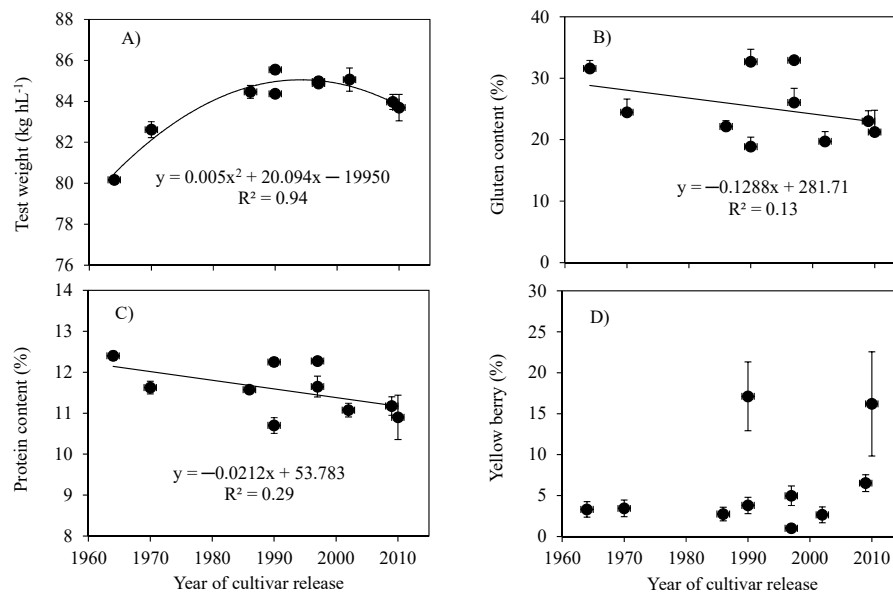 88
86
84
82
80
78
76
Test weight (kg hL⁻¹)
A)
y = 0.005x² + 20.094x – 19950
R² = 0.94
40
30
20
10
0
Gluten content (%)
B)
y = –0.1288x + 281.71
R² = 0.13
14
13
12
11
10
9
8
Protein content (%)
C)
y = –0.0212x + 53.783
R² = 0.29
1960 1970 1980 1990 2000 2010
Year of cultivar release
30
25
20
15
10
5
0
Yellow berry (%)
D)
1960 1970 1980 1990 2000 2010
Year of cultivar release